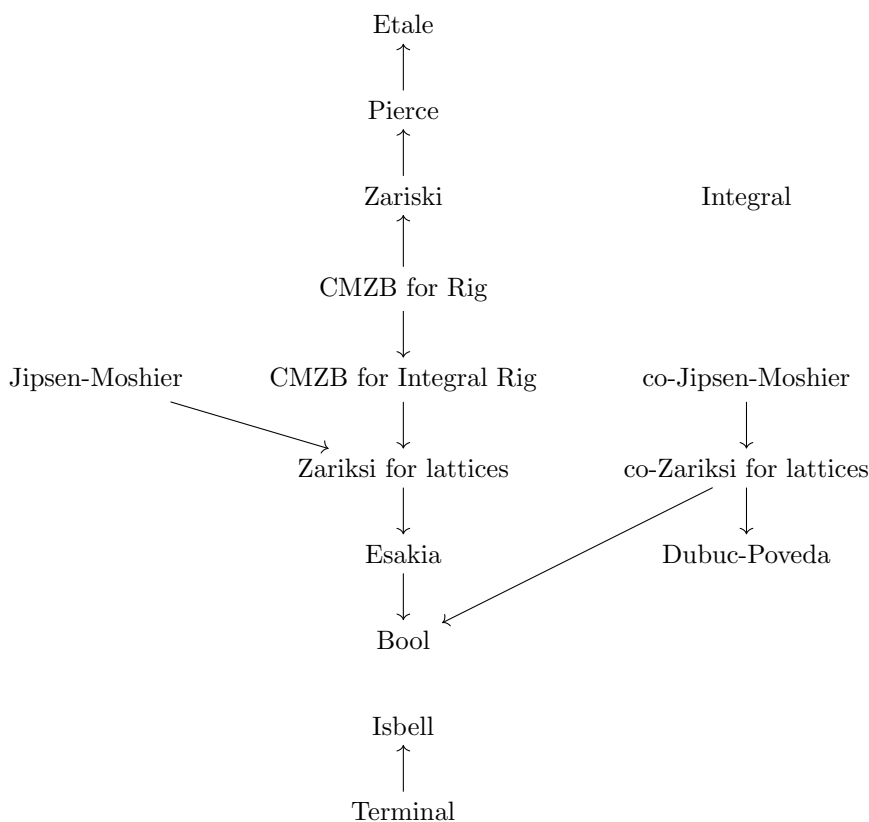 Etale
Pierce
Zariski
Integral
CMZB for Rig
Jipsen-Moshier
CMZB for Integral Rig
co-Jipsen-Moshier
Zariksi for lattices
co-Zariksi for lattices
Esakia
Dubuc-Poveda
Bool
Isbell
Terminal